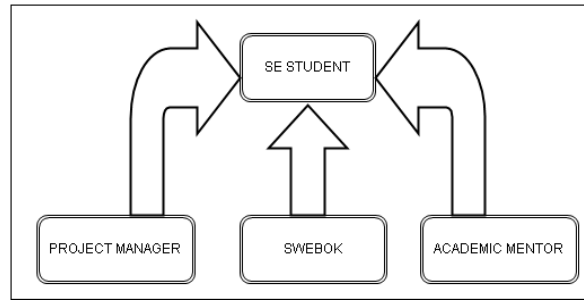 SE STUDENT
PROJECT MANAGER
SWEBOK
ACADEMIC MENTOR